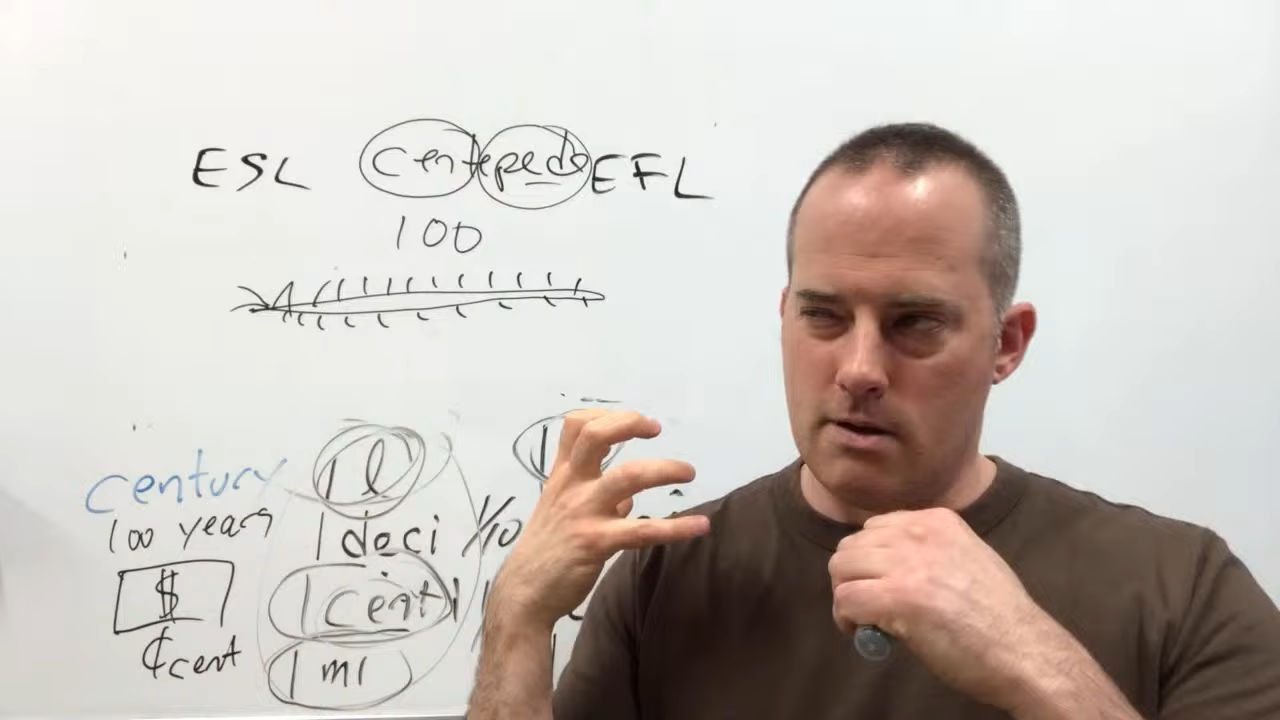 ESL centepede EFL
100
century
100 years
$
¢ cent
1 l
1 deci 1/10
1 centi
1 ml